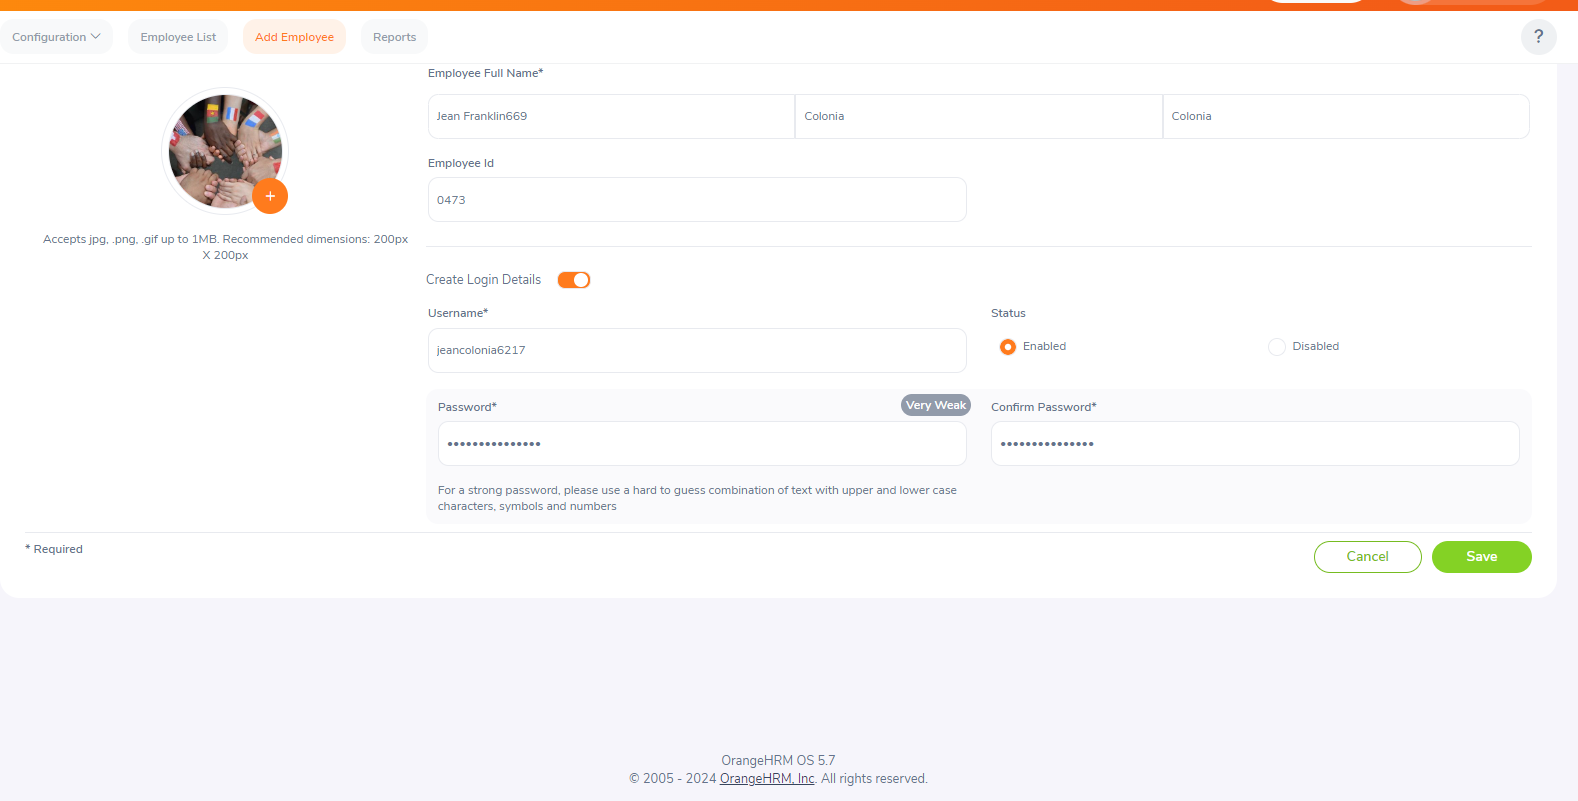 Configuration
Employee List
Add Employee
Reports
?
Employee Full Name*
Jean Franklin669
Colonia
Colonia
Employee Id
0473
+
Accepts jpg, .png, .gif up to 1MB. Recommended dimensions: 200px
X 200px
Create Login Details
Username*
Status
jeancolonia6217
Enabled
Disabled
Password*
Very Weak
Confirm Password*
•••••••••••••••
•••••••••••••••
For a strong password, please use a hard to guess combination of text with upper and lower case
characters, symbols and numbers
* Required
Cancel
Save
OrangeHRM OS 5.7
© 2005 - 2024 OrangeHRM, Inc. All rights reserved.